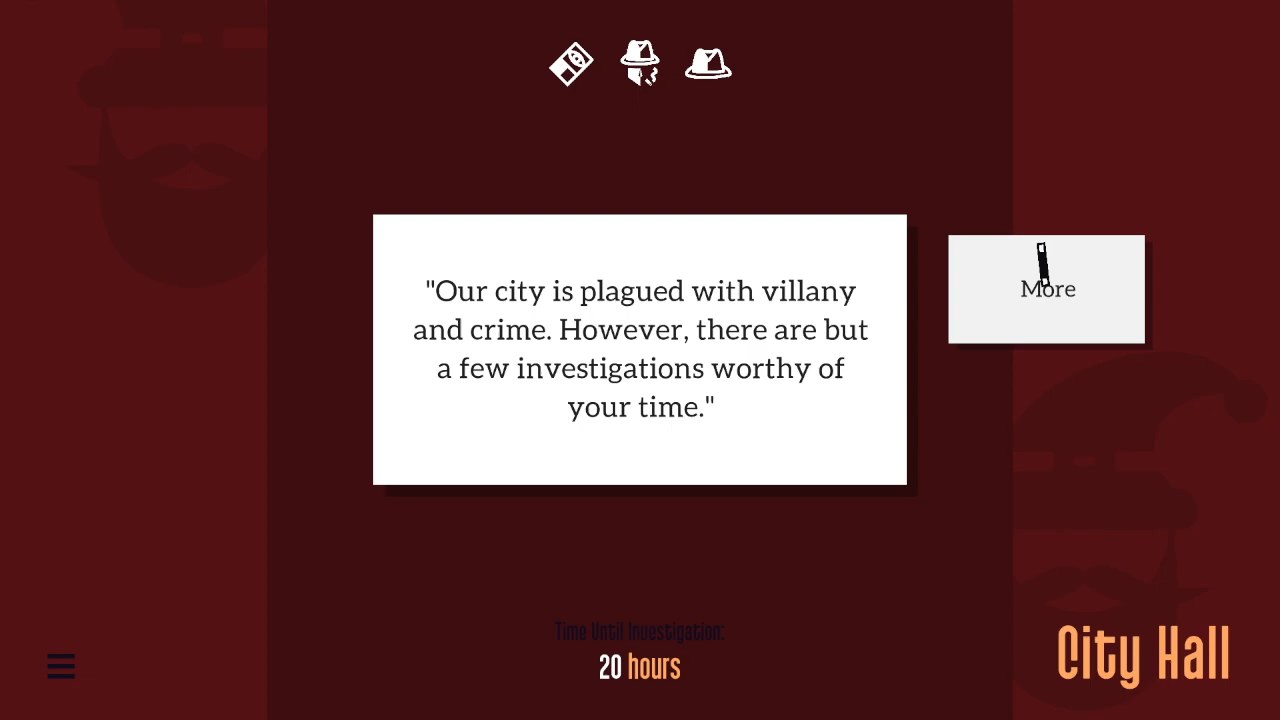 "Our city is plagued with villany
and crime. However, there are but
a few investigations worthy of
your time."
More
Time Until Investigation:
20 hours
City Hall